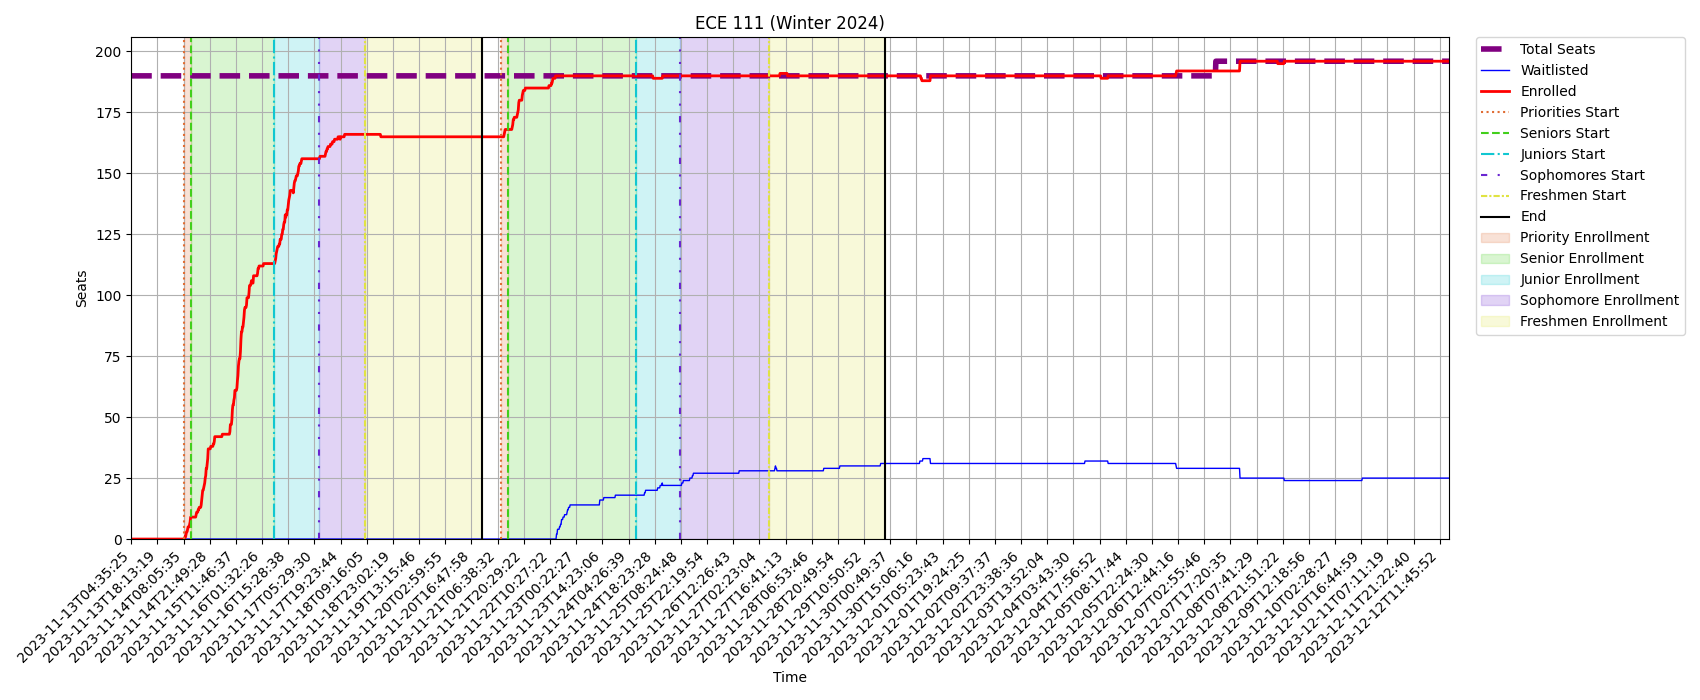 ECE 111 (Winter 2024)
200
175
150
125
100
75
50
25
0
Seats
2023-11-13T04:35:25
2023-11-13T18:13:19
2023-11-14T08:05:35
2023-11-14T21:49:28
2023-11-15T11:46:37
2023-11-16T01:32:26
2023-11-16T15:28:38
2023-11-17T05:29:30
2023-11-17T19:23:44
2023-11-18T09:16:05
2023-11-18T23:02:19
2023-11-19T13:15:46
2023-11-20T02:59:55
2023-11-20T16:47:58
2023-11-21T06:38:32
2023-11-21T20:29:22
2023-11-22T10:27:22
2023-11-23T00:22:27
2023-11-23T14:23:06
2023-11-24T04:26:39
2023-11-24T18:23:28
2023-11-25T08:24:48
2023-11-25T22:19:54
2023-11-26T12:26:43
2023-11-27T02:23:04
2023-11-27T16:41:13
2023-11-28T06:53:46
2023-11-28T20:49:54
2023-11-29T10:50:52
2023-11-30T00:49:37
2023-11-30T15:06:16
2023-12-01T05:23:43
2023-12-01T19:24:25
2023-12-02T09:37:37
2023-12-02T23:38:36
2023-12-03T13:52:04
2023-12-04T03:43:30
2023-12-04T17:56:52
2023-12-05T08:17:44
2023-12-05T22:24:30
2023-12-06T12:44:16
2023-12-07T02:55:46
2023-12-07T17:20:35
2023-12-08T07:41:29
2023-12-08T21:51:22
2023-12-09T12:18:56
2023-12-10T02:28:27
2023-12-10T16:44:59
2023-12-11T07:11:19
2023-12-11T21:22:40
2023-12-12T11:45:52
Time
Total Seats
Waitlisted
Enrolled
Priorities Start
Seniors Start
Juniors Start
Sophomores Start
Freshmen Start
End
Priority Enrollment
Senior Enrollment
Junior Enrollment
Sophomore Enrollment
Freshmen Enrollment